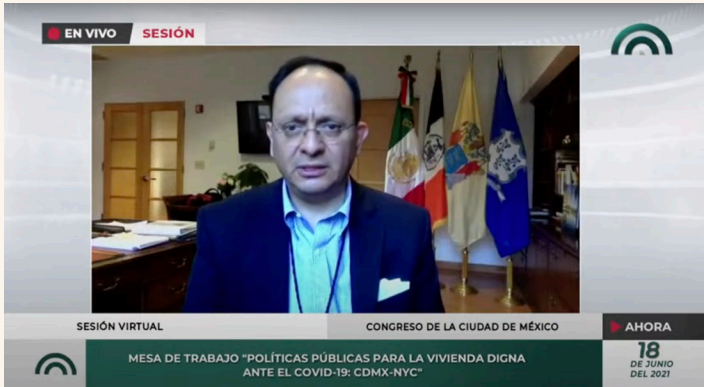 EN VIVO
SESIÓN
SESIÓN VIRTUAL
CONGRESO DE LA CIUDAD DE MÉXICO
AHORA
MESA DE TRABAJO "POLÍTICAS PÚBLICAS PARA LA VIVIENDA DIGNA
ANTE EL COVID-19: CDMX-NYC"
18
DE JUNIO
DEL 2021